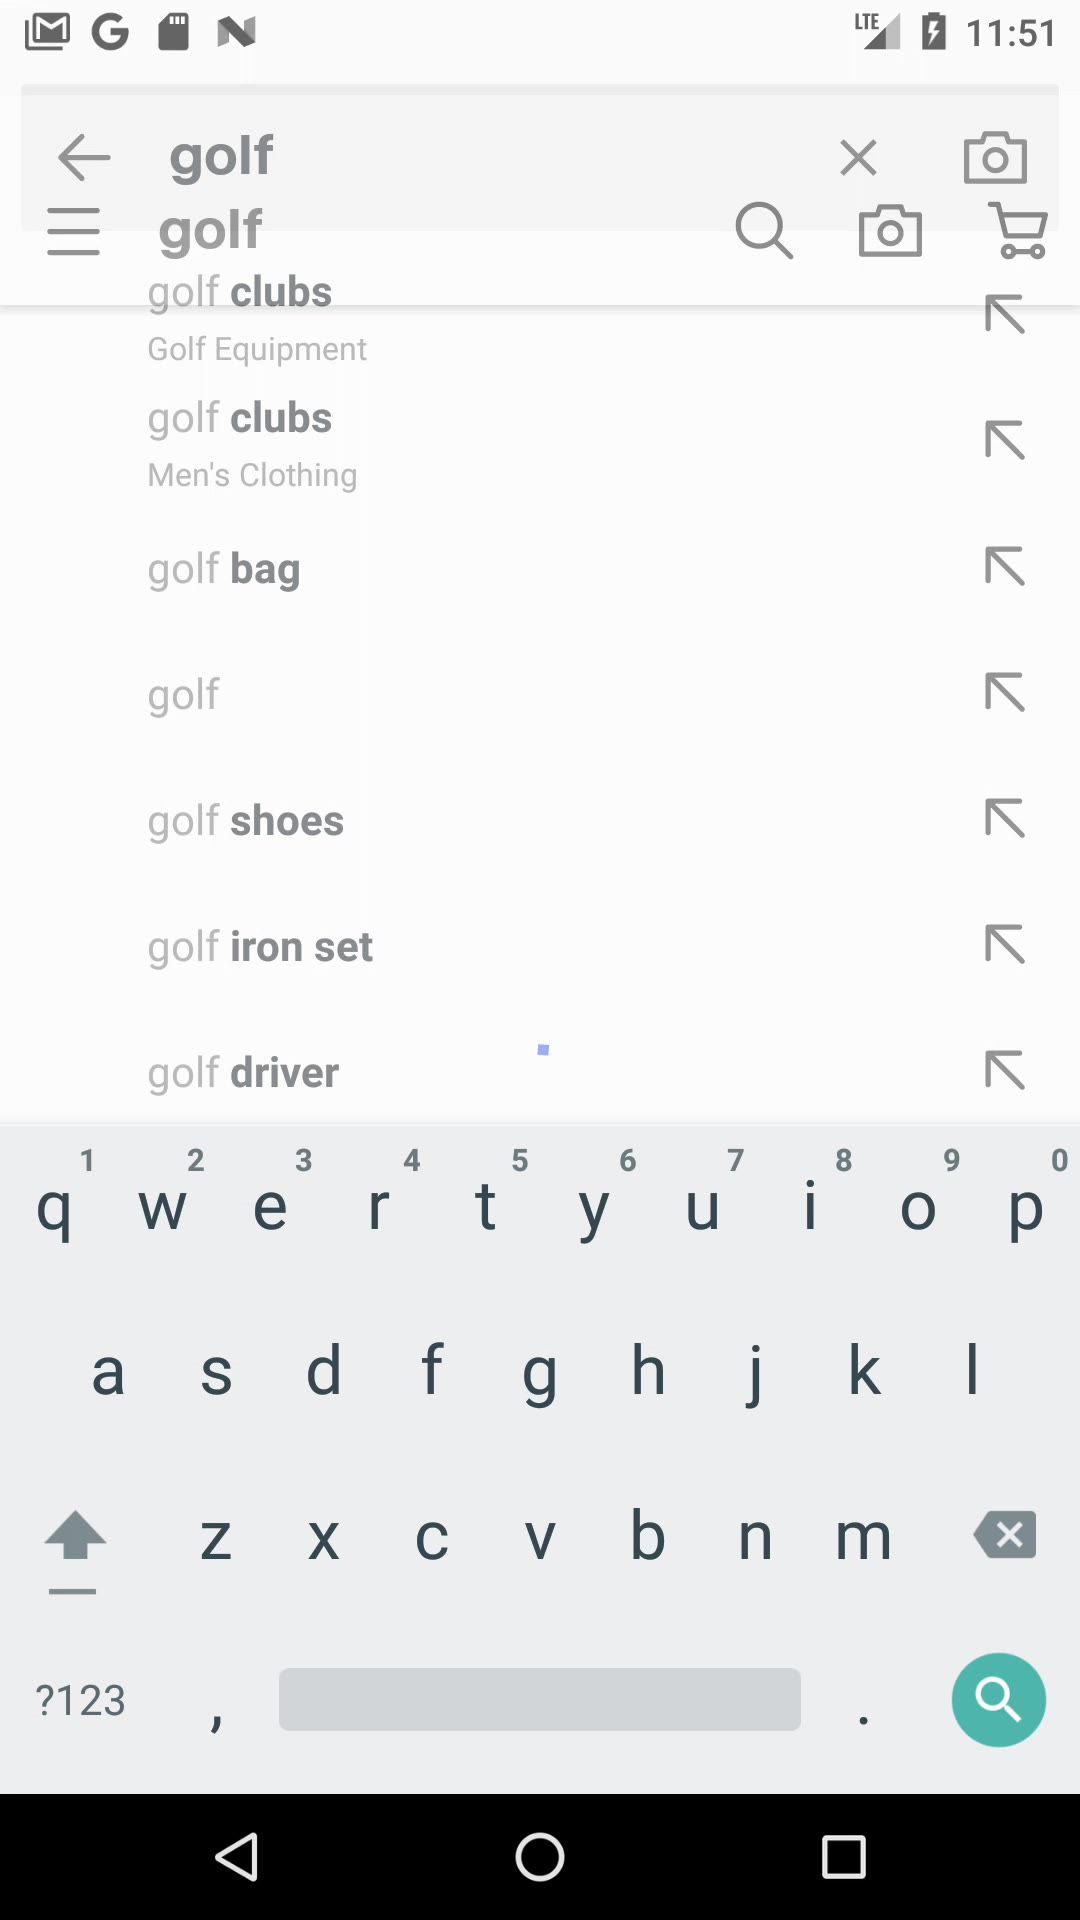 LTE 11:51
golf
golf
golf clubs
Golf Equipment
golf clubs
Men's Clothing
golf bag
golf
golf shoes
golf iron set
golf driver
1 2 3 4 5 6 7 8 9 0
q w e r t y u i o p
a s d f g h j k l
z x c v b n m
?123 , .